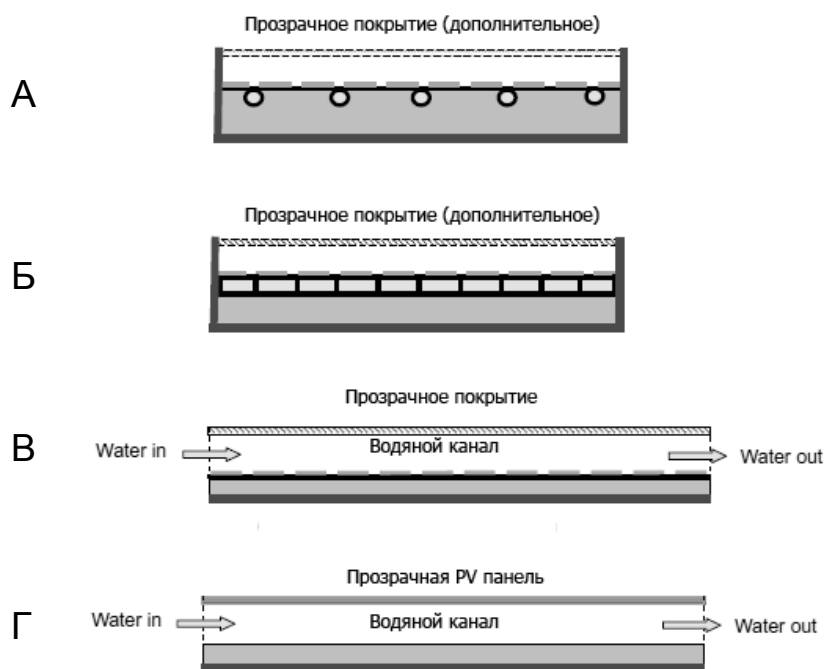 Прозрачное покрытие (дополнительное)
А
Прозрачное покрытие (дополнительное)
Б
Прозрачное покрытие
В
Water in
Водяной канал
Water out
Прозрачная PV панель
Г
Water in
Водяной канал
Water out